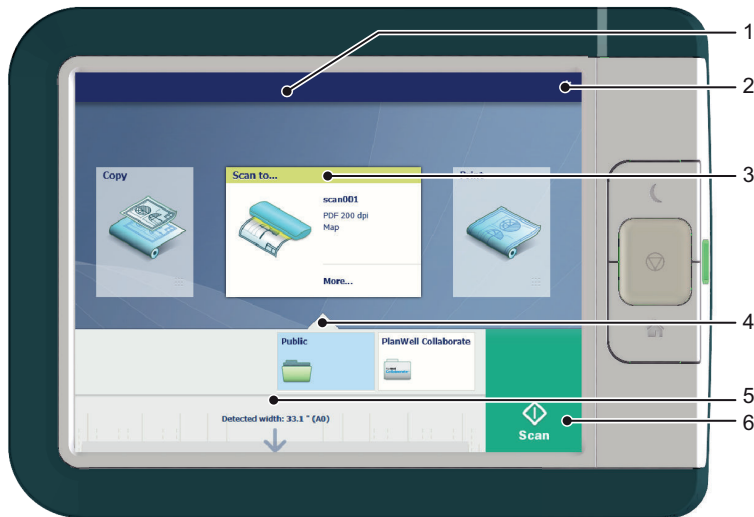 1
2
Copy
Scan to...
3
scan001
PDF 200 dpi
Map
More...
4
Public
PlanWell Collaborate
5
Detected width: 33.1 " (A0)
6
Scan